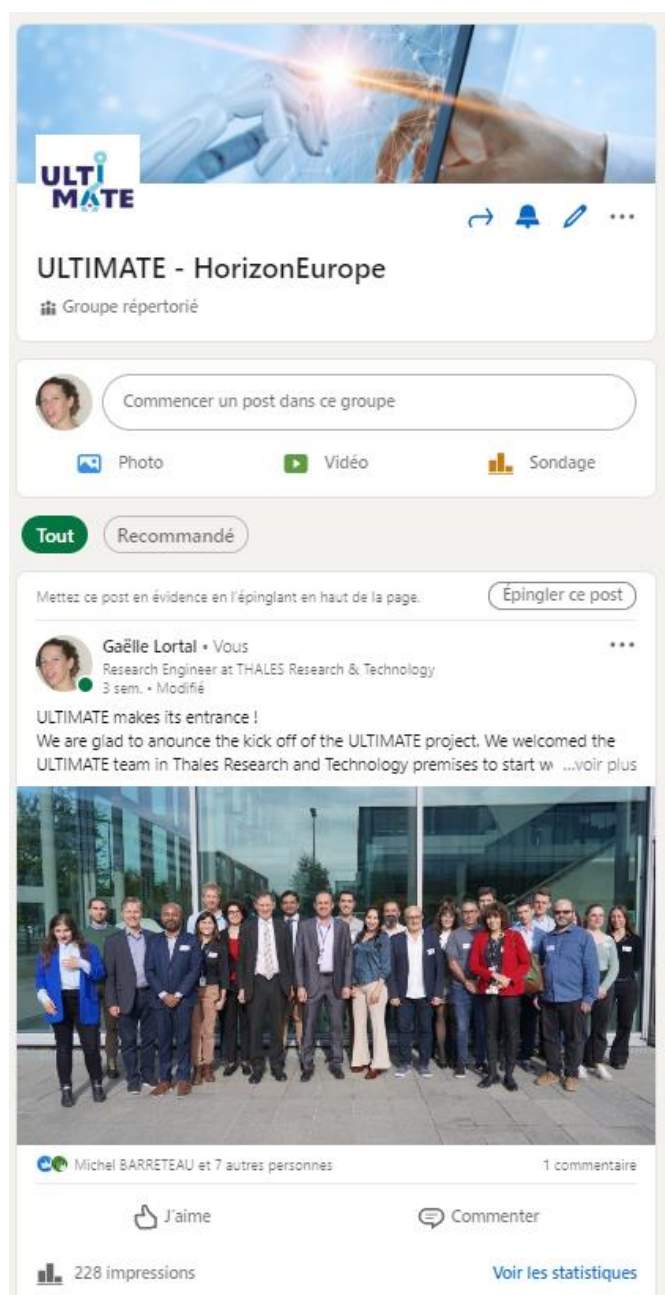 ULTI
MATE
ULTIMATE - HorizonEurope
Groupe répertorié
Commencer un post dans ce groupe
Photo
Vidéo
Sondage
Tout
Recommandé
Mettez ce post en évidence en l'épinglant en haut de la page.
Épingler ce post
Gaëlle Lortal • Vous
Research Engineer at THALES Research & Technology
3 sem. • Modifié
ULTIMATE makes its entrance !
We are glad to anounce the kick off of the ULTIMATE project. We welcomed the
ULTIMATE team in Thales Research and Technology premises to start w ...voir plus
Michel BARRETEAU et 7 autres personnes
1 commentaire
J'aime
Commenter
228 impressions
Voir les statistiques